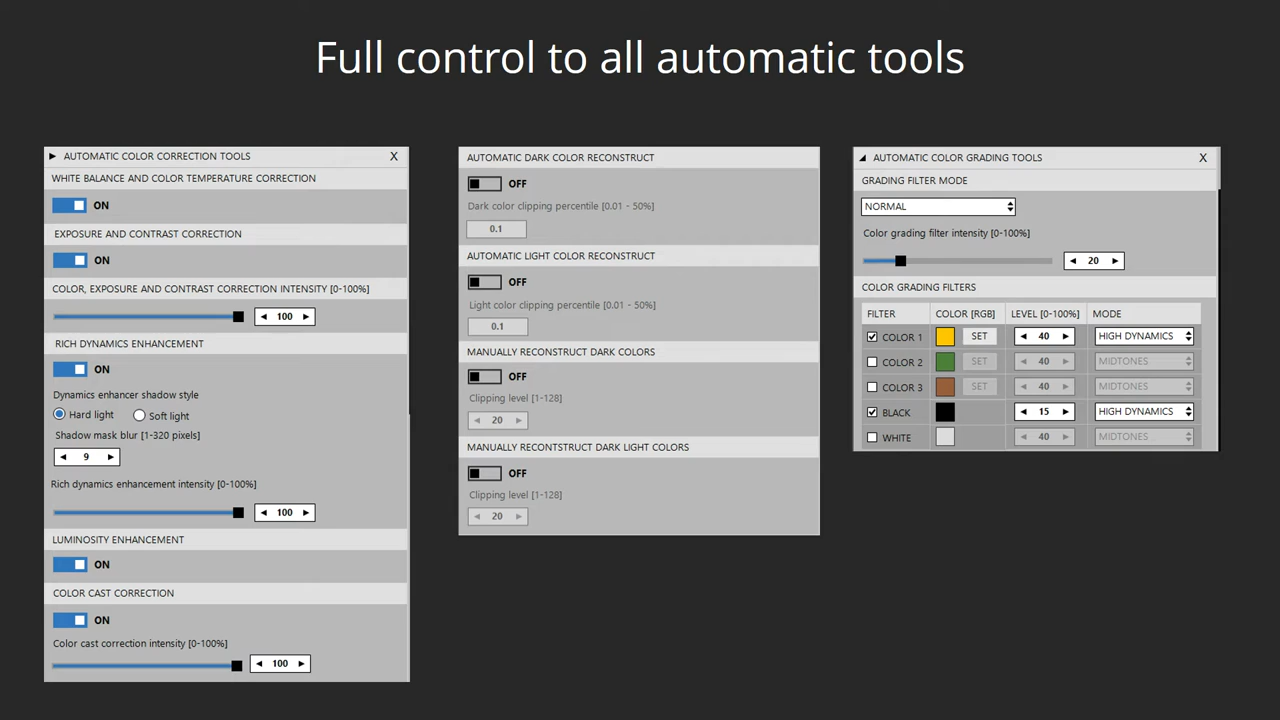 Full control to all automatic tools
AUTOMATIC COLOR CORRECTION TOOLS X
WHITE BALANCE AND COLOR TEMPERATURE CORRECTION
ON
EXPOSURE AND CONTRAST CORRECTION
ON
COLOR, EXPOSURE AND CONTRAST CORRECTION INTENSITY [0-100%]
100
RICH DYNAMICS ENHANCEMENT
ON
Dynamics enhancer shadow style
Hard light Soft light
Shadow mask blur [1-320 pixels]
9
Rich dynamics enhancement intensity [0-100%]
100
LUMINOSITY ENHANCEMENT
ON
COLOR CAST CORRECTION
ON
Color cast correction intensity [0-100%]
100
AUTOMATIC DARK COLOR RECONSTRUCT
OFF
Dark color clipping percentile [0.01 - 50%]
0.1
AUTOMATIC LIGHT COLOR RECONSTRUCT
OFF
Light color clipping percentile [0.01 - 50%]
0.1
MANUALLY RECONSTRUCT DARK COLORS
OFF
Clipping level [1-128]
20
MANUALLY RECONTSTRUCT DARK LIGHT COLORS
OFF
Clipping level [1-128]
20
AUTOMATIC COLOR GRADING TOOLS X
GRADING FILTER MODE
NORMAL
Color grading filter intensity [0-100%]
20
COLOR GRADING FILTERS
FILTER COLOR [RGB] LEVEL [0-100%] MODE
COLOR 1 SET 40 HIGH DYNAMICS
COLOR 2 SET 40 MIDTONES
COLOR 3 SET 40 MIDTONES
BLACK 15 HIGH DYNAMICS
WHITE 40 MIDTONES